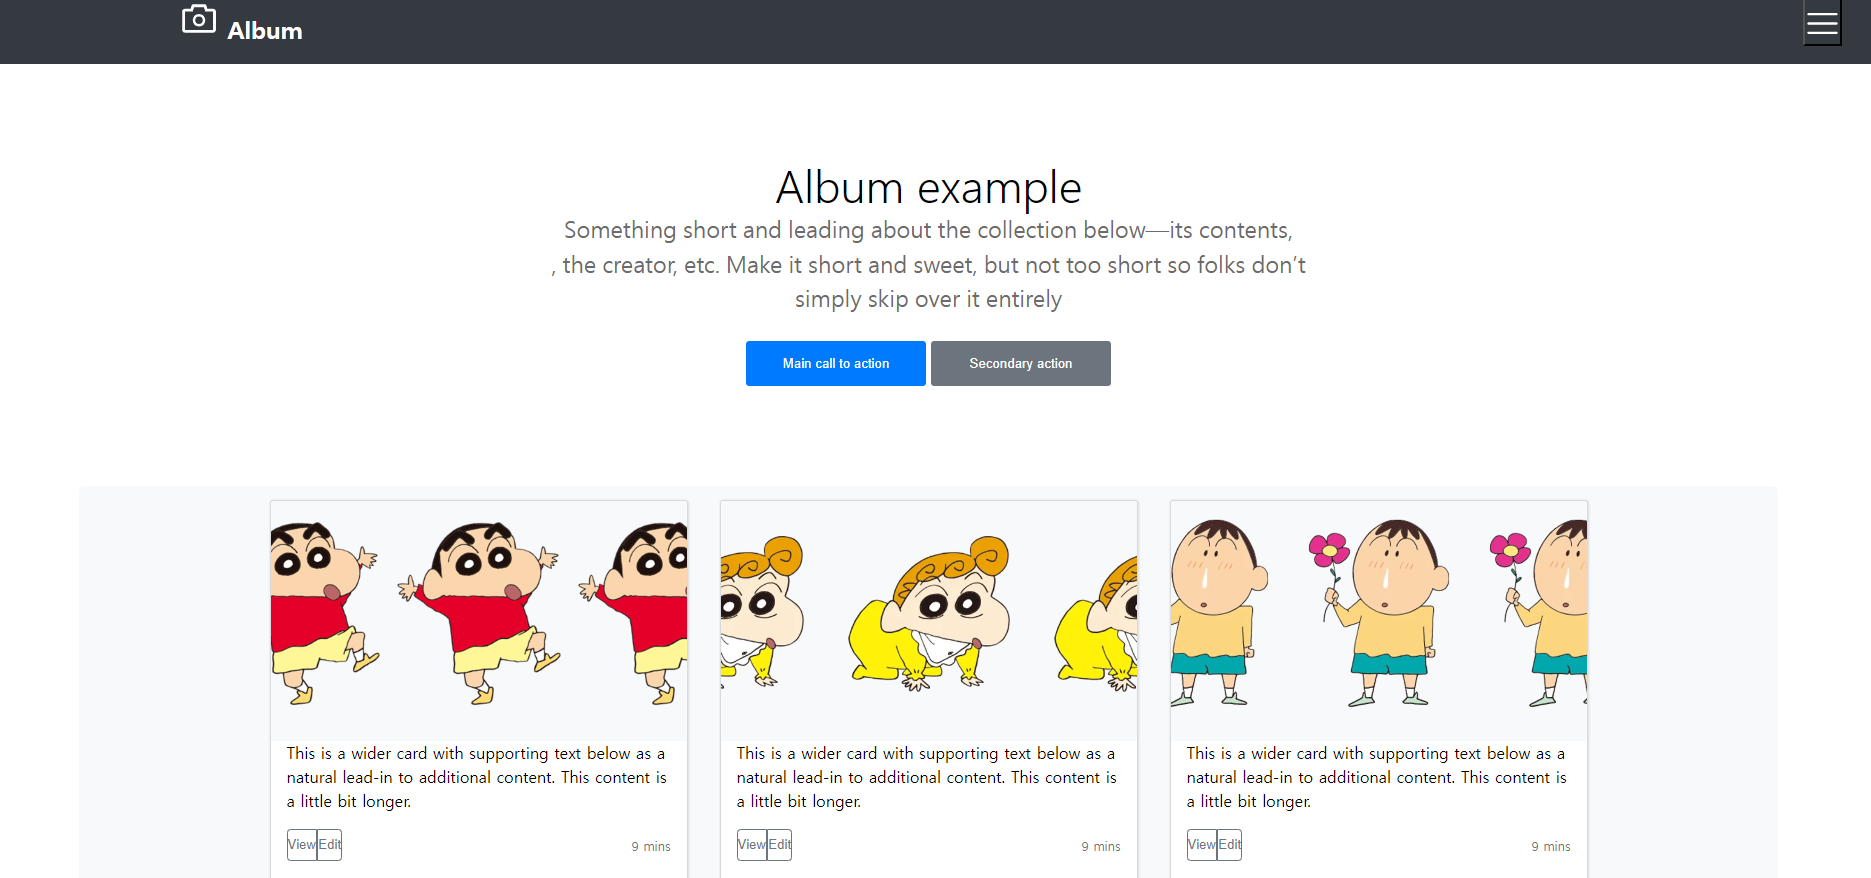 Album
Album example
Something short and leading about the collection below—its contents,
, the creator, etc. Make it short and sweet, but not too short so folks don’t
simply skip over it entirely
Main call to action
Secondary action
This is a wider card with supporting text below as a
natural lead-in to additional content. This content is
a little bit longer.
View Edit
9 mins
This is a wider card with supporting text below as a
natural lead-in to additional content. This content is
a little bit longer.
View Edit
9 mins
This is a wider card with supporting text below as a
natural lead-in to additional content. This content is
a little bit longer.
View Edit
9 mins